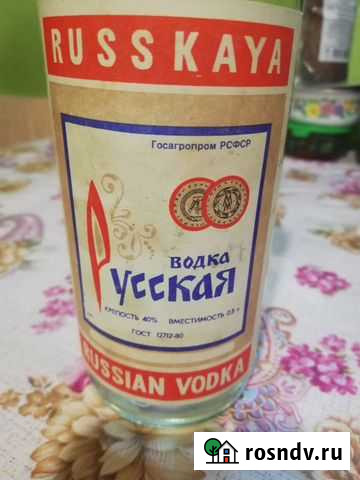 RUSSKAYA
Госагропром РСФСР
ВОДКА
Русская
КРЕПОСТЬ 40% ВМЕСТИМОСТЬ 0,5 л
ГОСТ 12712-80
RUSSIAN VODKA
rosndv.ru